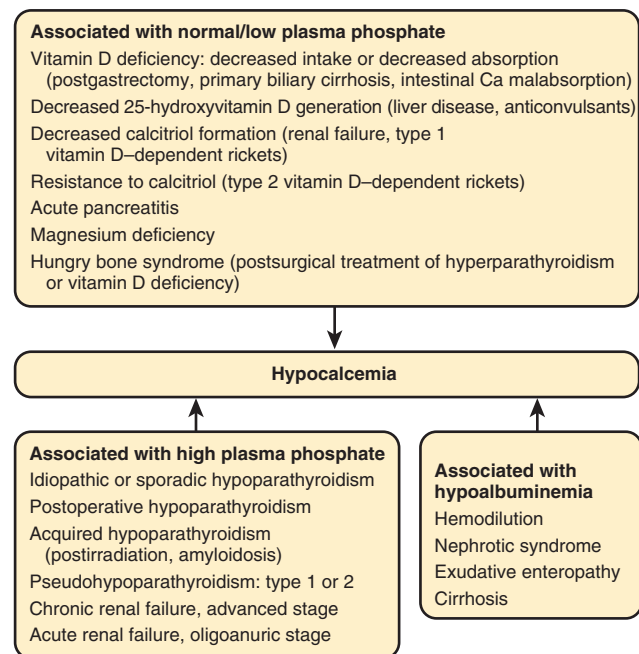 Associated with normal/low plasma phosphate
Vitamin D deficiency: decreased intake or decreased absorption
(postgastrectomy, primary biliary cirrhosis, intestinal Ca malabsorption)
Decreased 25-hydroxyvitamin D generation (liver disease, anticonvulsants)
Decreased calcitriol formation (renal failure, type 1
vitamin D–dependent rickets)
Resistance to calcitriol (type 2 vitamin D–dependent rickets)
Acute pancreatitis
Magnesium deficiency
Hungry bone syndrome (postsurgical treatment of hyperparathyroidism
or vitamin D deficiency)
Hypocalcemia
Associated with high plasma phosphate
Idiopathic or sporadic hypoparathyroidism
Postoperative hypoparathyroidism
Acquired hypoparathyroidism
(postirradiation, amyloidosis)
Pseudohypoparathyroidism: type 1 or 2
Chronic renal failure, advanced stage
Acute renal failure, oligoanuric stage
Associated with
hypoalbuminemia
Hemodilution
Nephrotic syndrome
Exudative enteropathy
Cirrhosis